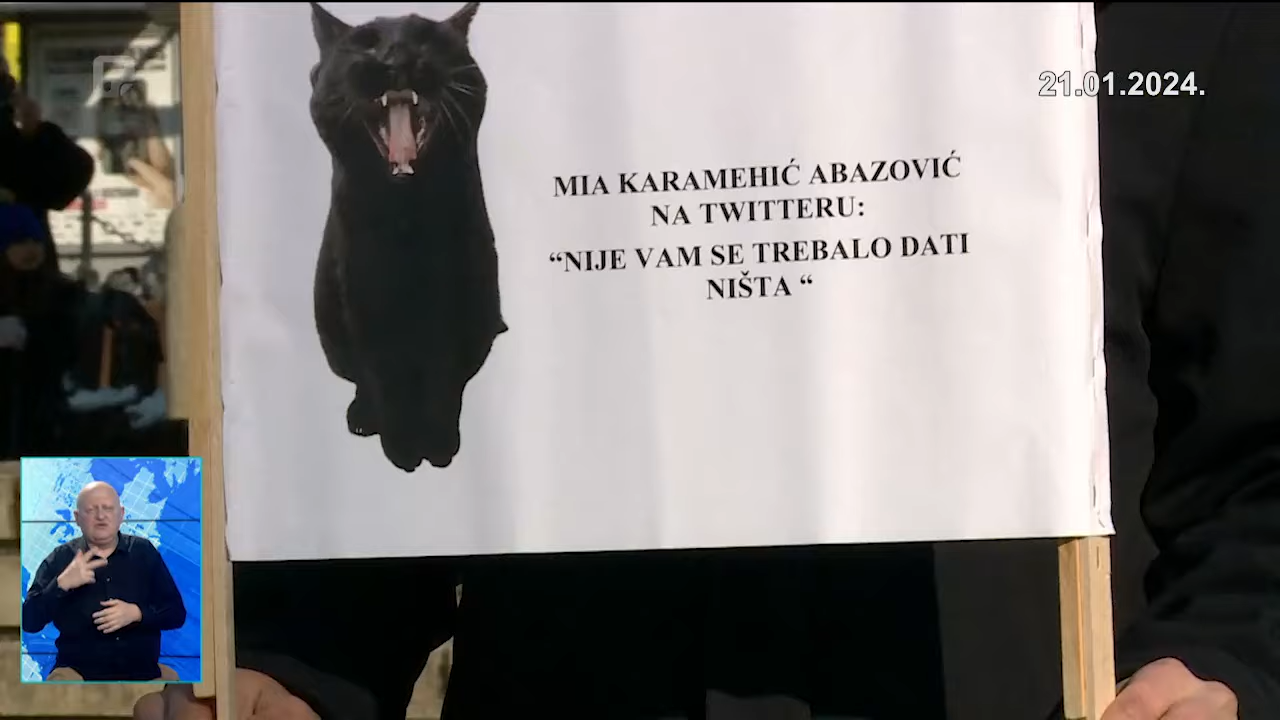 21.01.2024.
MIA KARAMEHIĆ ABAZOVIĆ
NA TWITTERU:
“NIJE VAM SE TREBALO DATI
NIŠTA “